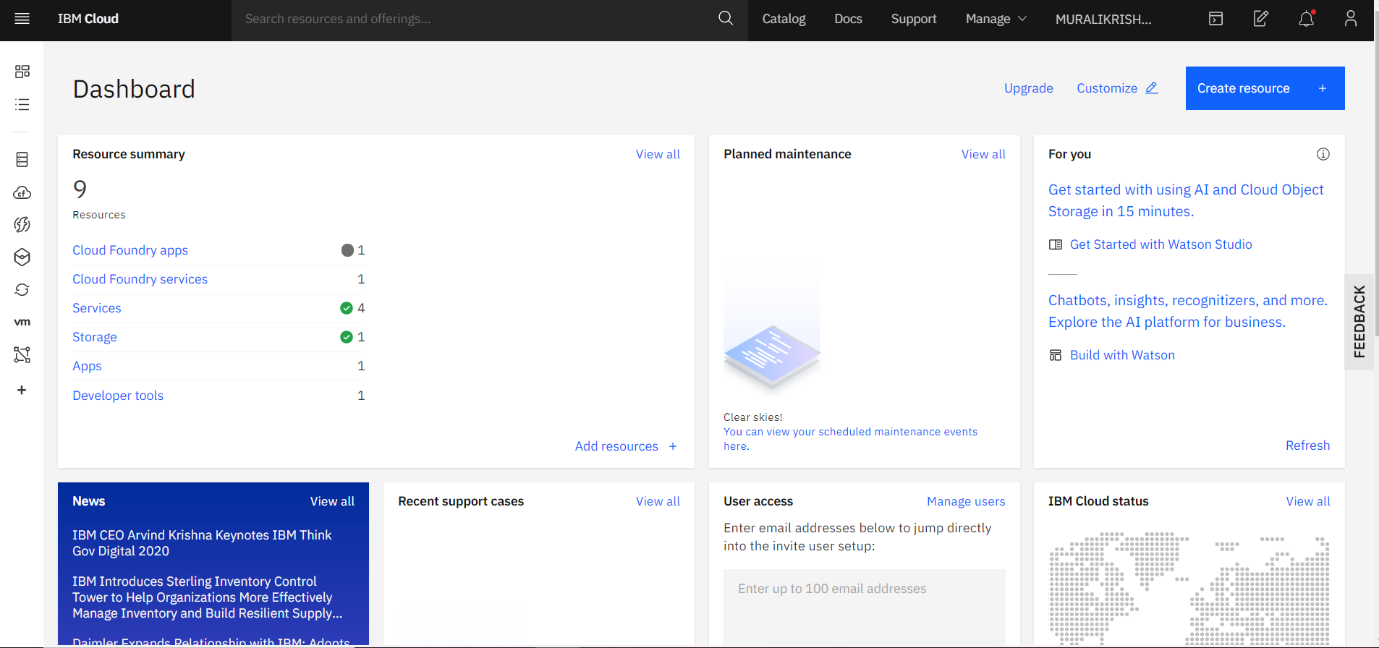 IBM Cloud
Search resources and offerings...
Catalog
Docs
Support
Manage
MURALIKRISH...
Dashboard
Upgrade
Customize
Create resource +
Resource summary
View all
9
Resources
Cloud Foundry apps 1
Cloud Foundry services 1
Services 4
Storage 1
Apps 1
Developer tools 1
Add resources +
Planned maintenance
View all
Clear skies!
You can view your scheduled maintenance events
here.
For you
Get started with using AI and Cloud Object
Storage in 15 minutes.
Get Started with Watson Studio
Chatbots, insights, recognitizers, and more.
Explore the AI platform for business.
Build with Watson
Refresh
FEEDBACK
cf
vm
News
View all
IBM CEO Arvind Krishna Keynotes IBM Think
Gov Digital 2020
IBM Introduces Sterling Inventory Control
Tower to Help Organizations More Effectively
Manage Inventory and Build Resilient Supply...
Daimler Expands Relationship with IBM: Adopts
Recent support cases
View all
User access
Manage users
Enter email addresses below to jump directly
into the invite user setup:
Enter up to 100 email addresses
IBM Cloud status
View all